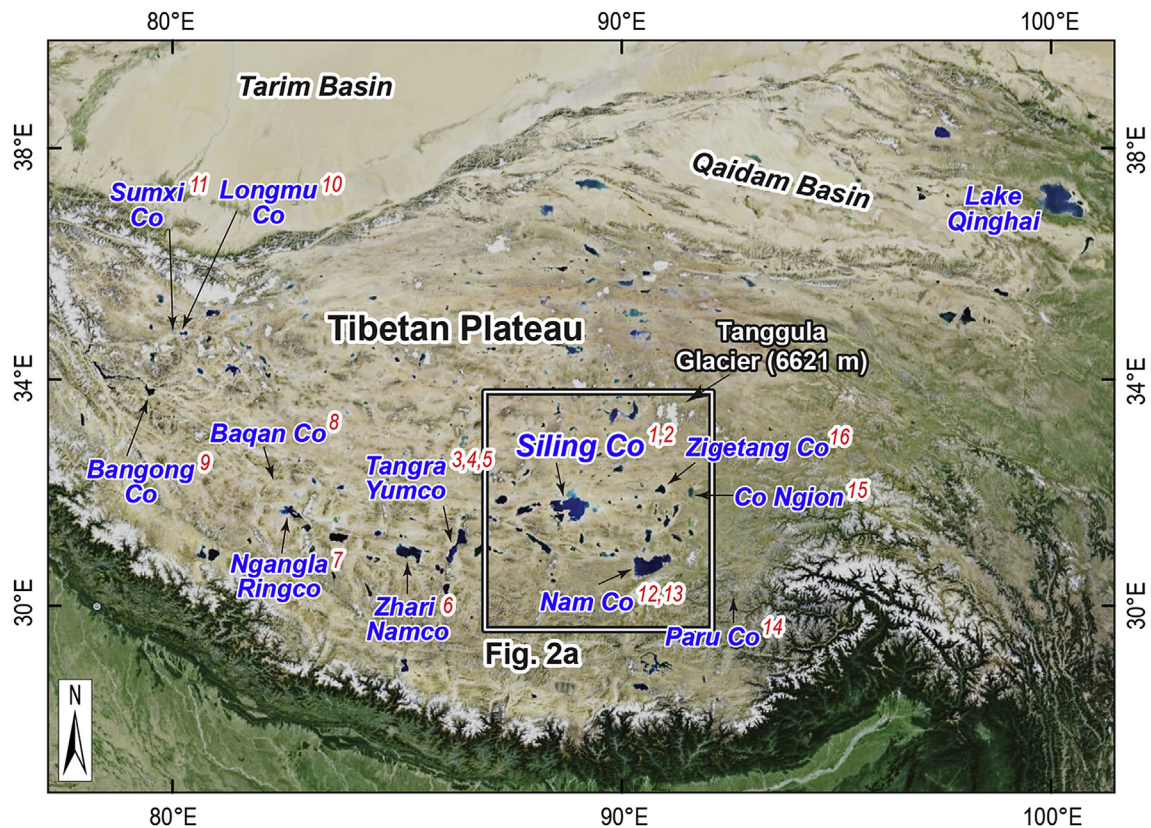 80°E 90°E 100°E
Tarim Basin
38°E 38°E
Qaidam Basin
Sumxi 11 Longmu 10
Co Co
Lake
Qinghai
Tibetan Plateau
Tanggula
Glacier (6621 m)
34°E 34°E
Baqan Co 8
Siling Co 1,2
Zigetang Co 16
Bangong 9
Co
Tangra 3,4,5
Yumco
Co Ngion 15
Ngangla 7
Ringco
Zhari 6
Namco
Nam Co 12,13
30°E 30°E
Paru Co 14
Fig. 2a
N
80°E 90°E 100°E